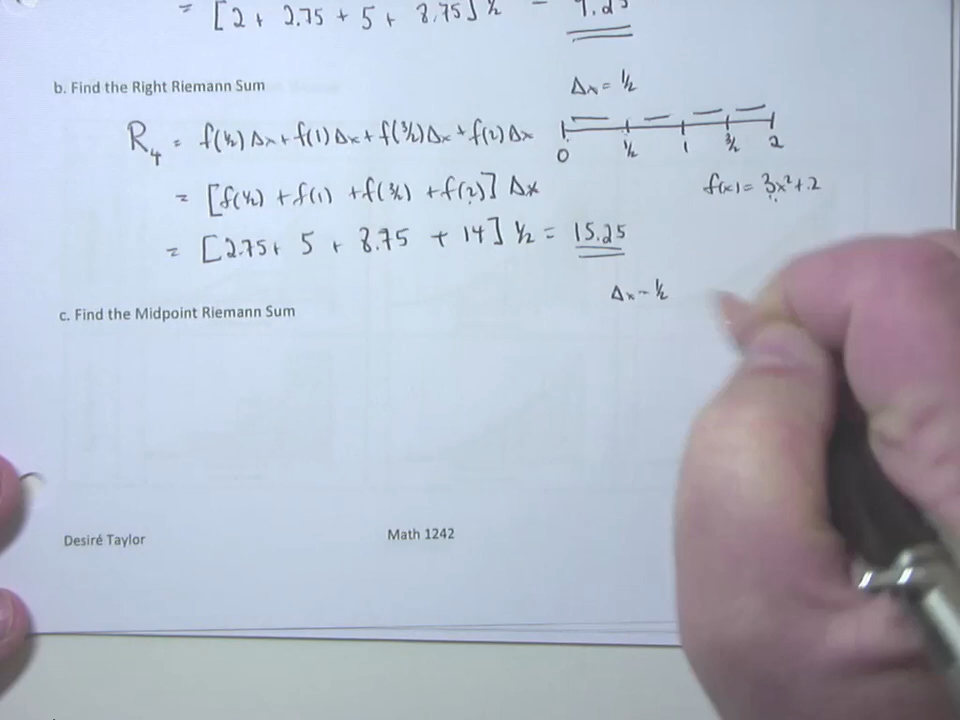 = [2 + 2.75 + 5 + 8.75] ½ = 9.25
b. Find the Right Riemann Sum
Δx = ½
R₄ = f(½)Δx + f(1)Δx + f(3/2)Δx + f(2)Δx
0 ½ 1 3/2 2
= [f(½) + f(1) + f(3/2) + f(2)] Δx
f(x) = 3x² + 2
= [2.75 + 5 + 8.75 + 14] ½ = 15.25
Δx = ½
c. Find the Midpoint Riemann Sum
Desiré Taylor
Math 1242